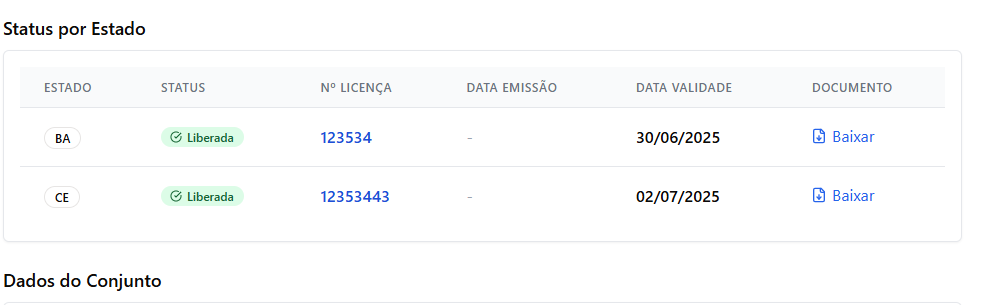 Status por Estado
ESTADO STATUS Nº LICENÇA DATA EMISSÃO DATA VALIDADE DOCUMENTO
BA Liberada 123534 - 30/06/2025 Baixar
CE Liberada 12353443 - 02/07/2025 Baixar
Dados do Conjunto